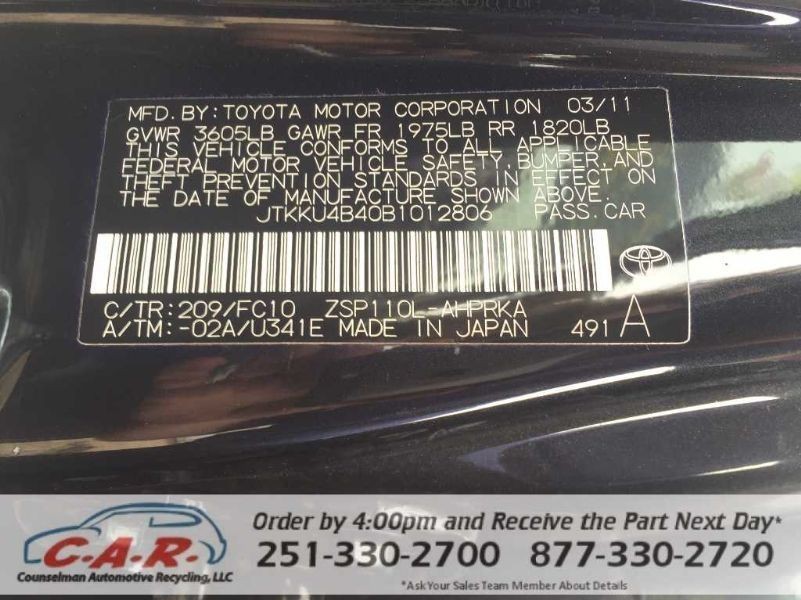 MFD.BY:TOYOTA MOTOR CORPORATION 03/11
GVWR 3605LB GAWR FR 1975LB RR 1820LB
THIS VEHICLE CONFORMS TO ALL APPLICABLE
FEDERAL MOTOR VEHICLE SAFETY,BUMPER,AND
THEFT PREVENTION STANDARDS IN EFFECT ON
THE DATE OF MANUFACTURE SHOWN ABOVE.
JTKKU4B40B1012806 PASS.CAR
C/TR:209/FC10 ZSP110L-AHPRKA
A/TM:-02A/U341E MADE IN JAPAN 491 A
C-A-R-
Counselman Automotive Recycling, LLC
Order by 4:00pm and Receive the Part Next Day*
251-330-2700 877-330-2720
*Ask Your Sales Team Member About Details